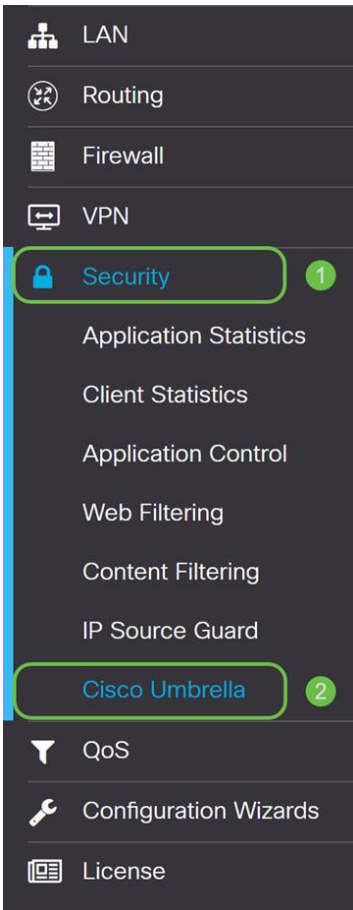 LAN
Routing
Firewall
VPN
Security 1
Application Statistics
Client Statistics
Application Control
Web Filtering
Content Filtering
IP Source Guard
Cisco Umbrella 2
QoS
Configuration Wizards
License